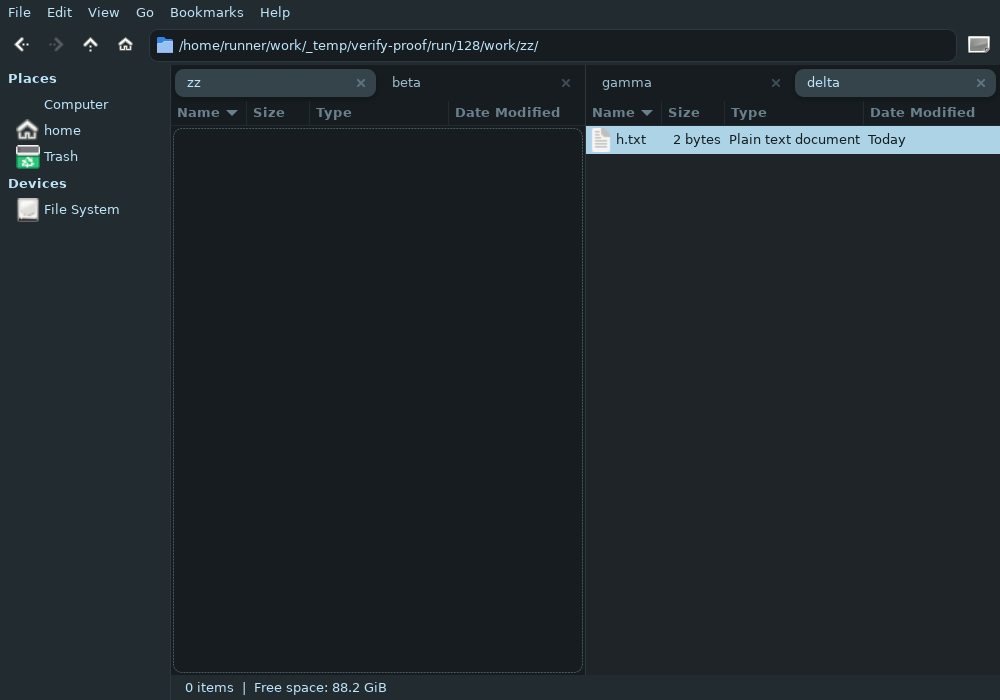 File Edit View Go Bookmarks Help
/home/runner/work/_temp/verify-proof/run/128/work/zz/
Places
Computer
home
Trash
Devices
File System
zz
beta
Name Size Type Date Modified
gamma
delta
Name Size Type Date Modified
h.txt 2 bytes Plain text document Today
0 items | Free space: 88.2 GiB